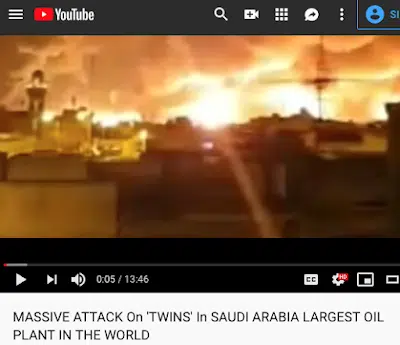 YouTube
SI
0:05 / 13:46
CC
HD
MASSIVE ATTACK On 'TWINS' In SAUDI ARABIA LARGEST OIL
PLANT IN THE WORLD